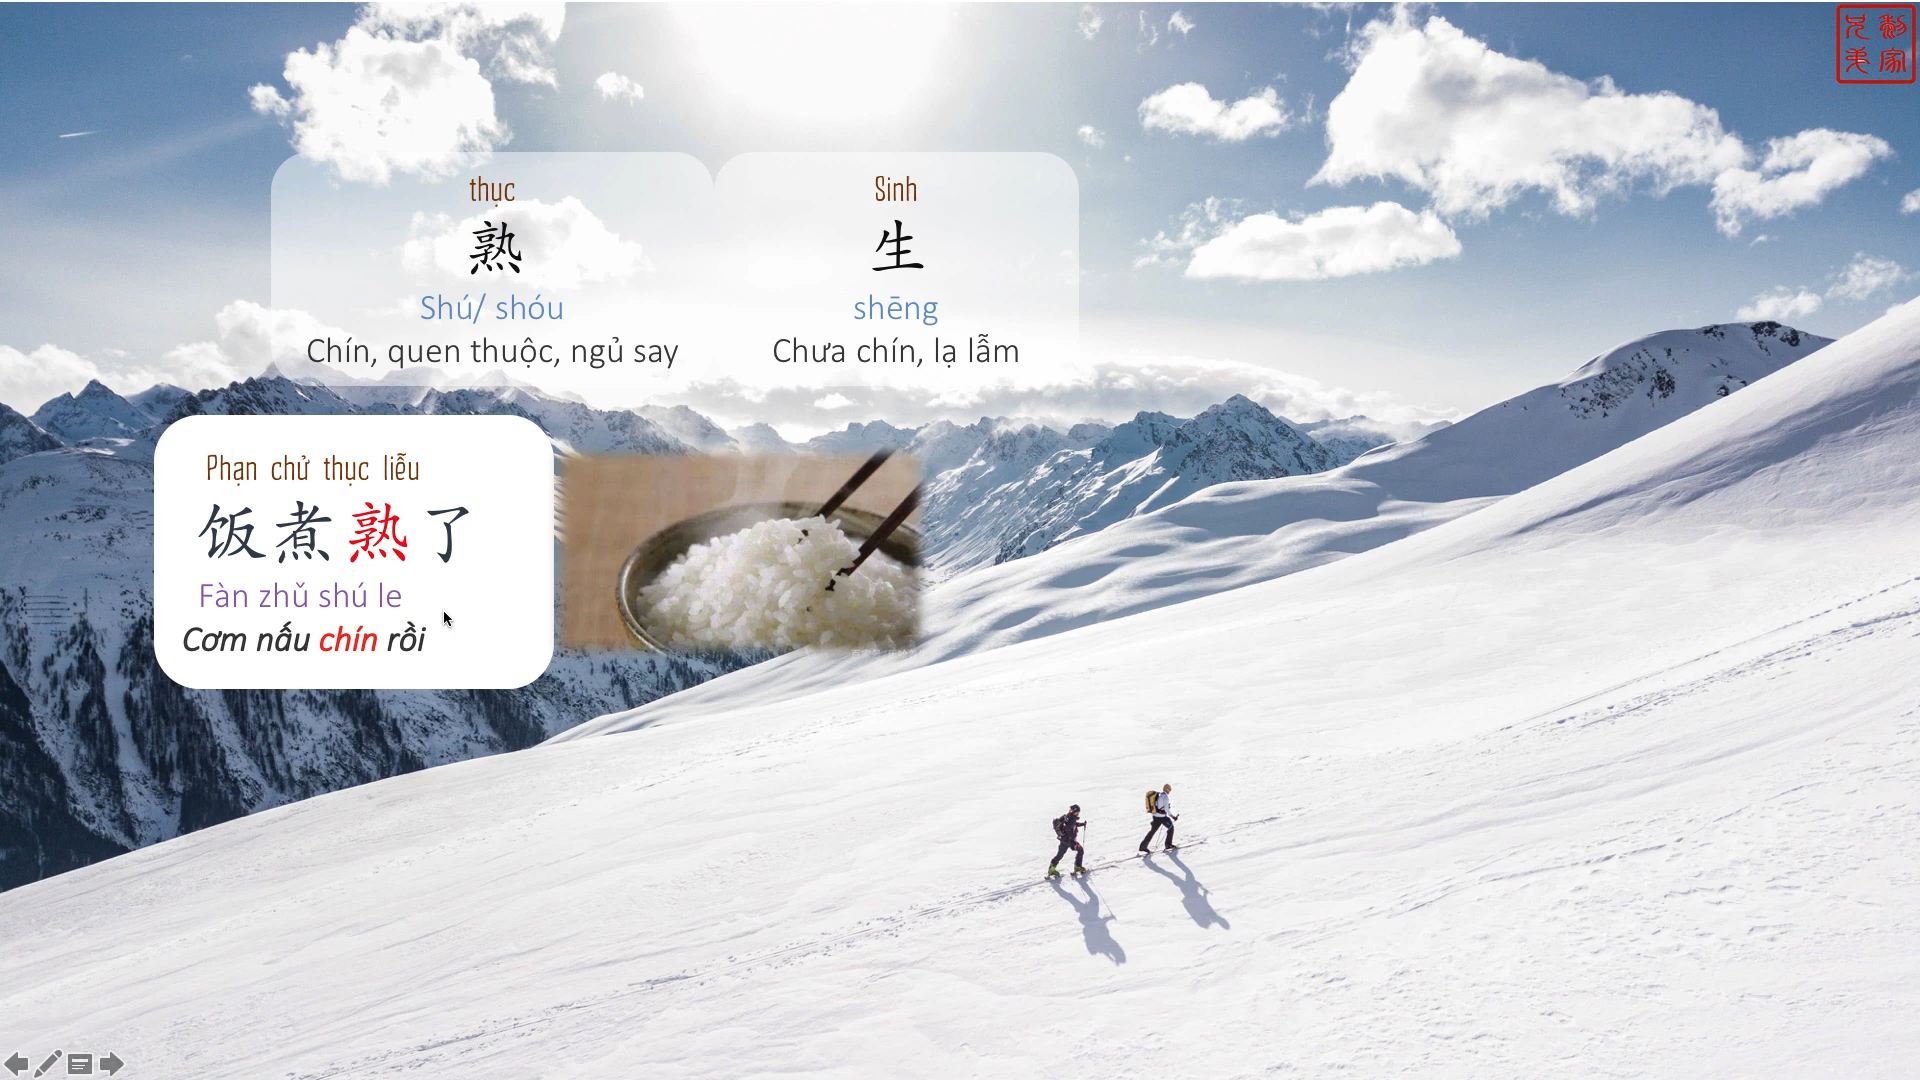 thục
熟
Shú/ shóu
Chín, quen thuộc, ngủ say
Sinh
生
shēng
Chưa chín, lạ lẫm
Phạn chử thục liễu
饭煮熟了
Fàn zhǔ shú le
Cơm nấu chín rồi